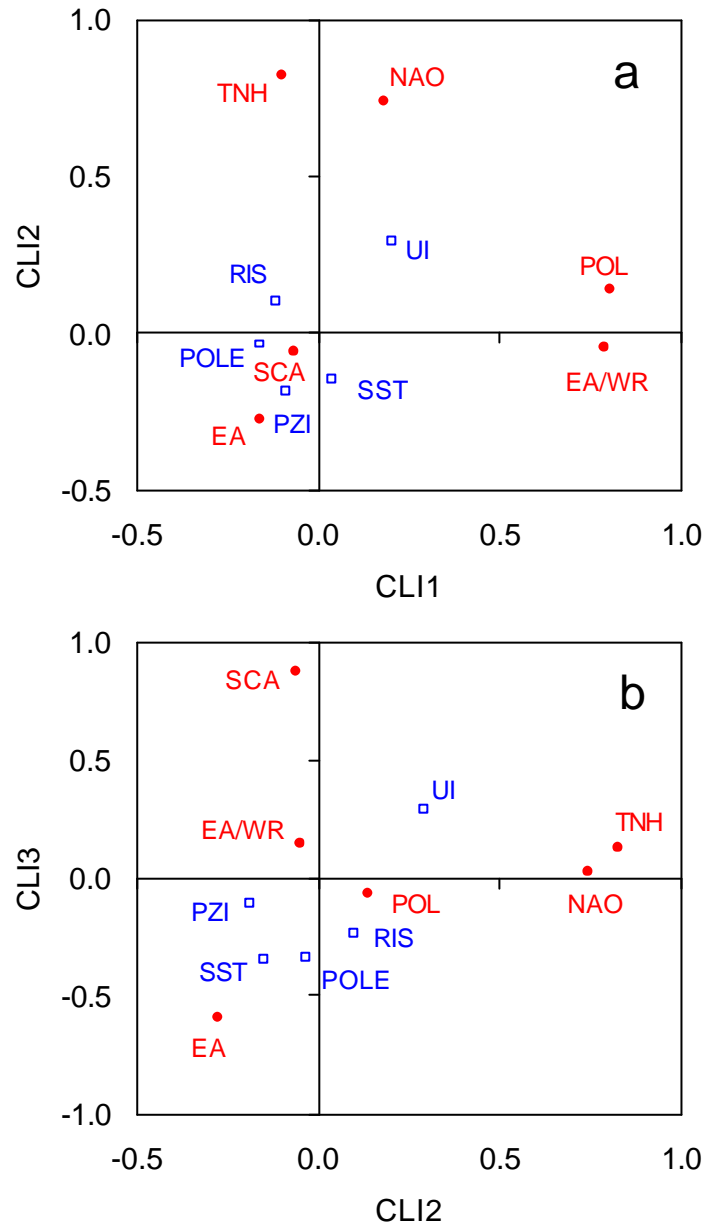 1.0
a
NAO
TNH
0.5
CLI2
UI
RIS
POL
0.0
POLE
SCA
SST
EA/WR
PZI
EA
-0.5
-0.5 0.0 0.5 1.0
CLI1
1.0
SCA
b
UI
0.5
TNH
EA/WR
CLI3
0.0
POL
NAO
PZI
RIS
SST
POLE
-0.5
EA
-1.0
-0.5 0.0 0.5 1.0
CLI2